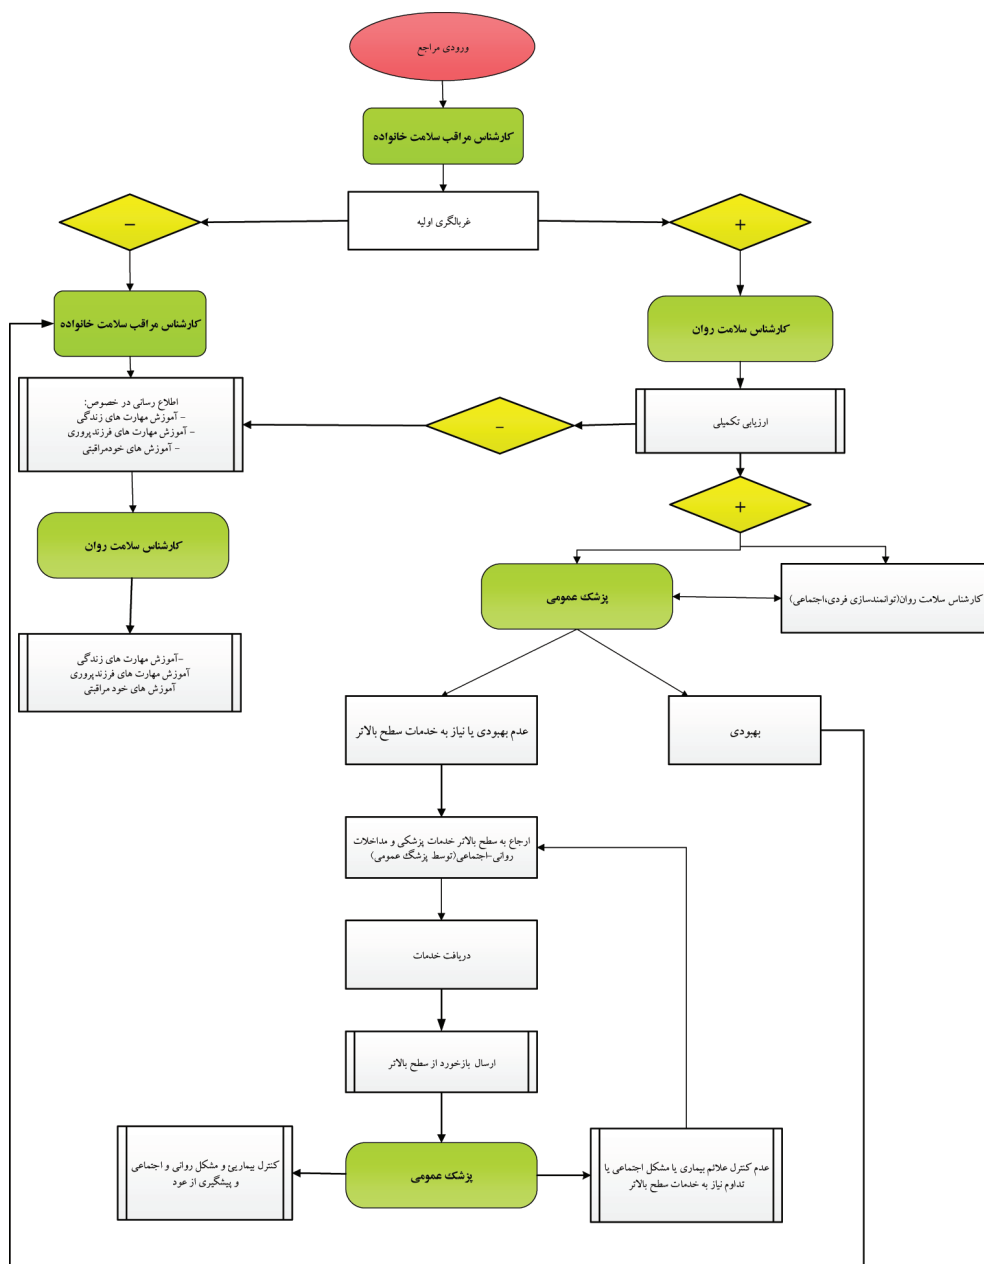 ورودی مراجع
کارشناس مراقب سلامت خانواده
غربالگری اولیه
–
+
کارشناس مراقب سلامت خانواده
کارشناس سلامت روان
اطلاع رسانی در خصوص:
– آموزش مهارت های زندگی
– آموزش مهارت های فرزندپروری
– آموزش های خودمراقبتی
–
ارزیابی تکمیلی
+
کارشناس سلامت روان
پزشک عمومی
کارشناس سلامت روان(توانمندسازی فردی،اجتماعی)
–آموزش مهارت های زندگی
آموزش مهارت های فرزندپروری
آموزش های خود مراقبتی
عدم بهبودی یا نیاز به خدمات سطح بالاتر
بهبودی
ارجاع به سطح بالاتر خدمات پزشکی و مداخلات
روانی–اجتماعی(توسط پزشگ عمومی)
دریافت خدمات
ارسال بازخورد از سطح بالاتر
کنترل بیماریئ و مشکل روانی و اجتماعی
و پیشگیری از عود
پزشک عمومی
عدم کنترل علائم بیماری یا مشکل اجتماعی یا
تداوم نیاز به خدمات سطح بالاتر